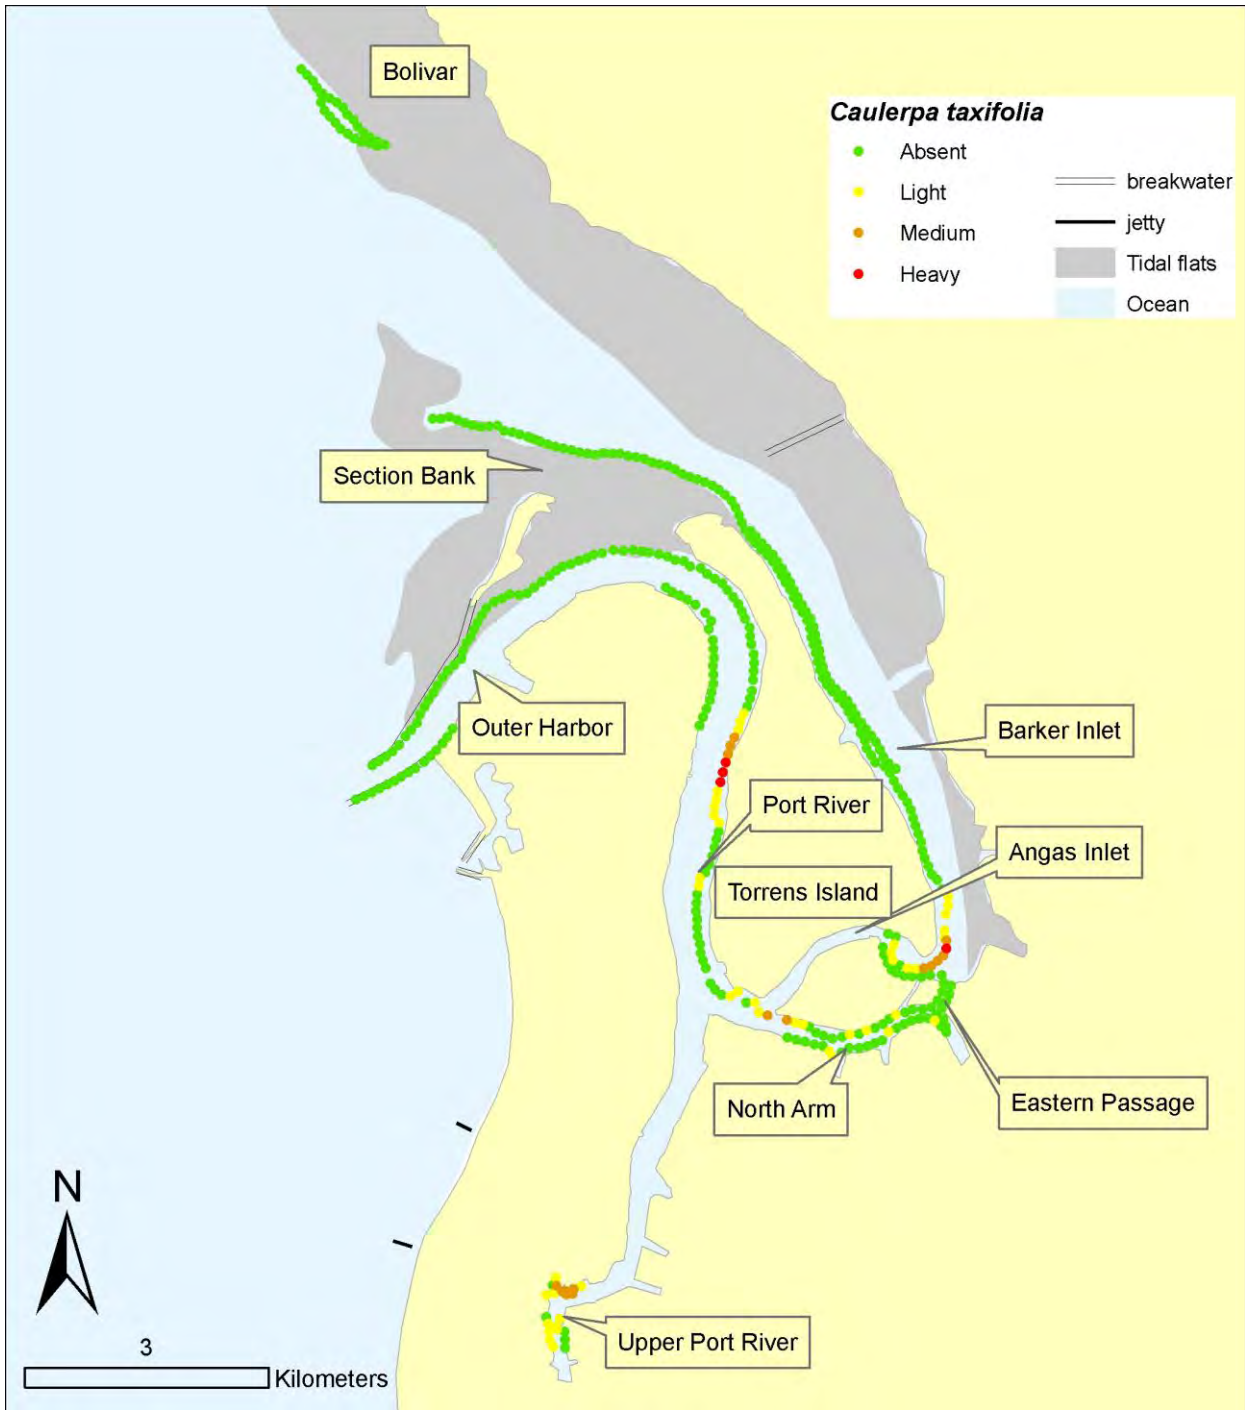 Bolivar
Caulerpa taxifolia
Absent
Light
Medium
Heavy
breakwater
jetty
Tidal flats
Ocean
Section Bank
Outer Harbor
Barker Inlet
Port River
Angas Inlet
Torrens Island
North Arm
Eastern Passage
N
Upper Port River
3
Kilometers